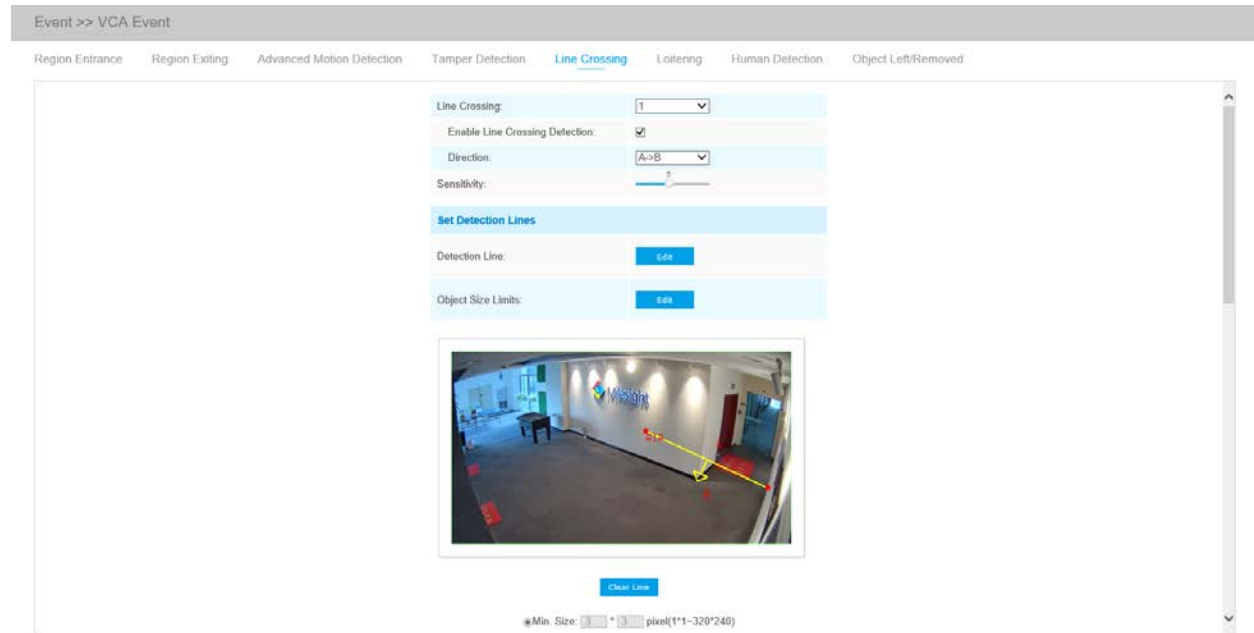 Event >> VCA Event
Region Entrance Region Exiting Advanced Motion Detection Tamper Detection Line Crossing Loitering Human Detection Object Left/Removed
Line Crossing: 1
Enable Line Crossing Detection:
Direction: A->B
Sensitivity: 5
Set Detection Lines
Detection Line: Edit
Object Size Limits: Edit
Milesight
Clear Line
Min. Size: 3 * 3 pixel(1*1~320*240)